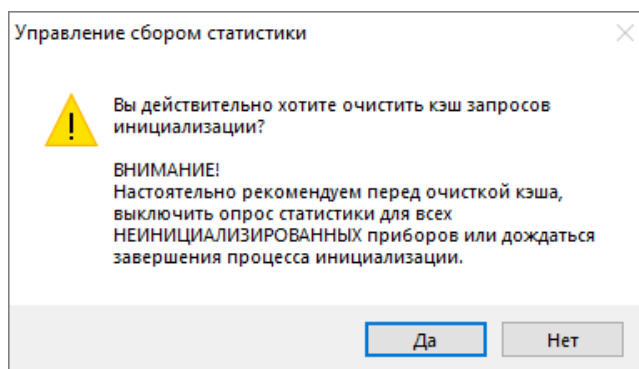 Управление сбором статистики
Вы действительно хотите очистить кэш запросов
инициализации?
ВНИМАНИЕ!
Настоятельно рекомендуем перед очисткой кэша,
выключить опрос статистики для всех
НЕИНИЦИАЛИЗИРОВАННЫХ приборов или дождаться
завершения процесса инициализации.
Да
Нет